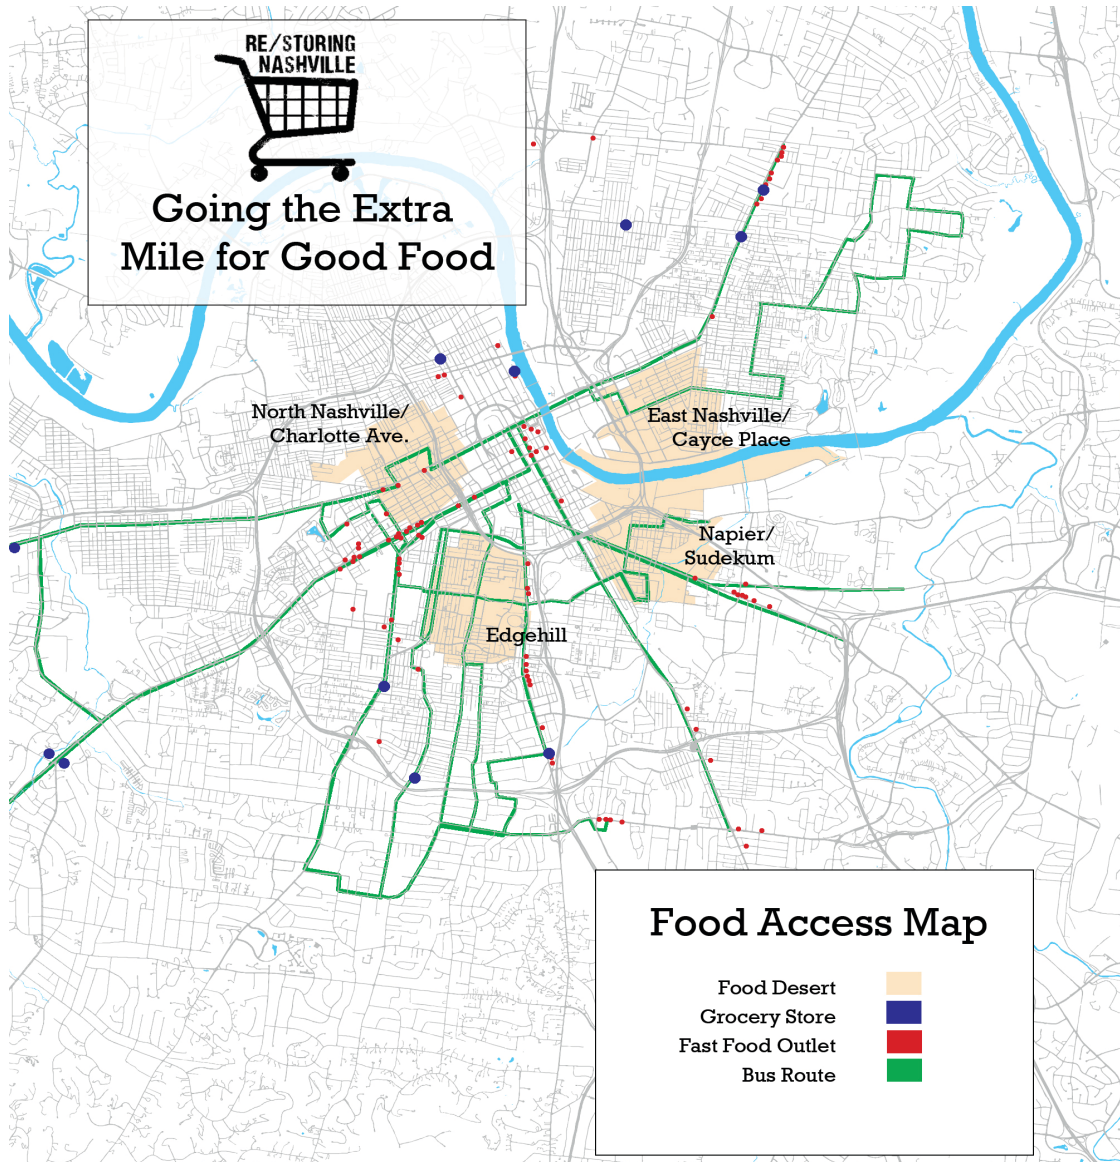 RE/STORING
NASHVILLE
Going the Extra
Mile for Good Food
North Nashville/
Charlotte Ave.
East Nashville/
Cayce Place
Napier/
Sudekum
Edgehill
Food Access Map
Food Desert
Grocery Store
Fast Food Outlet
Bus Route